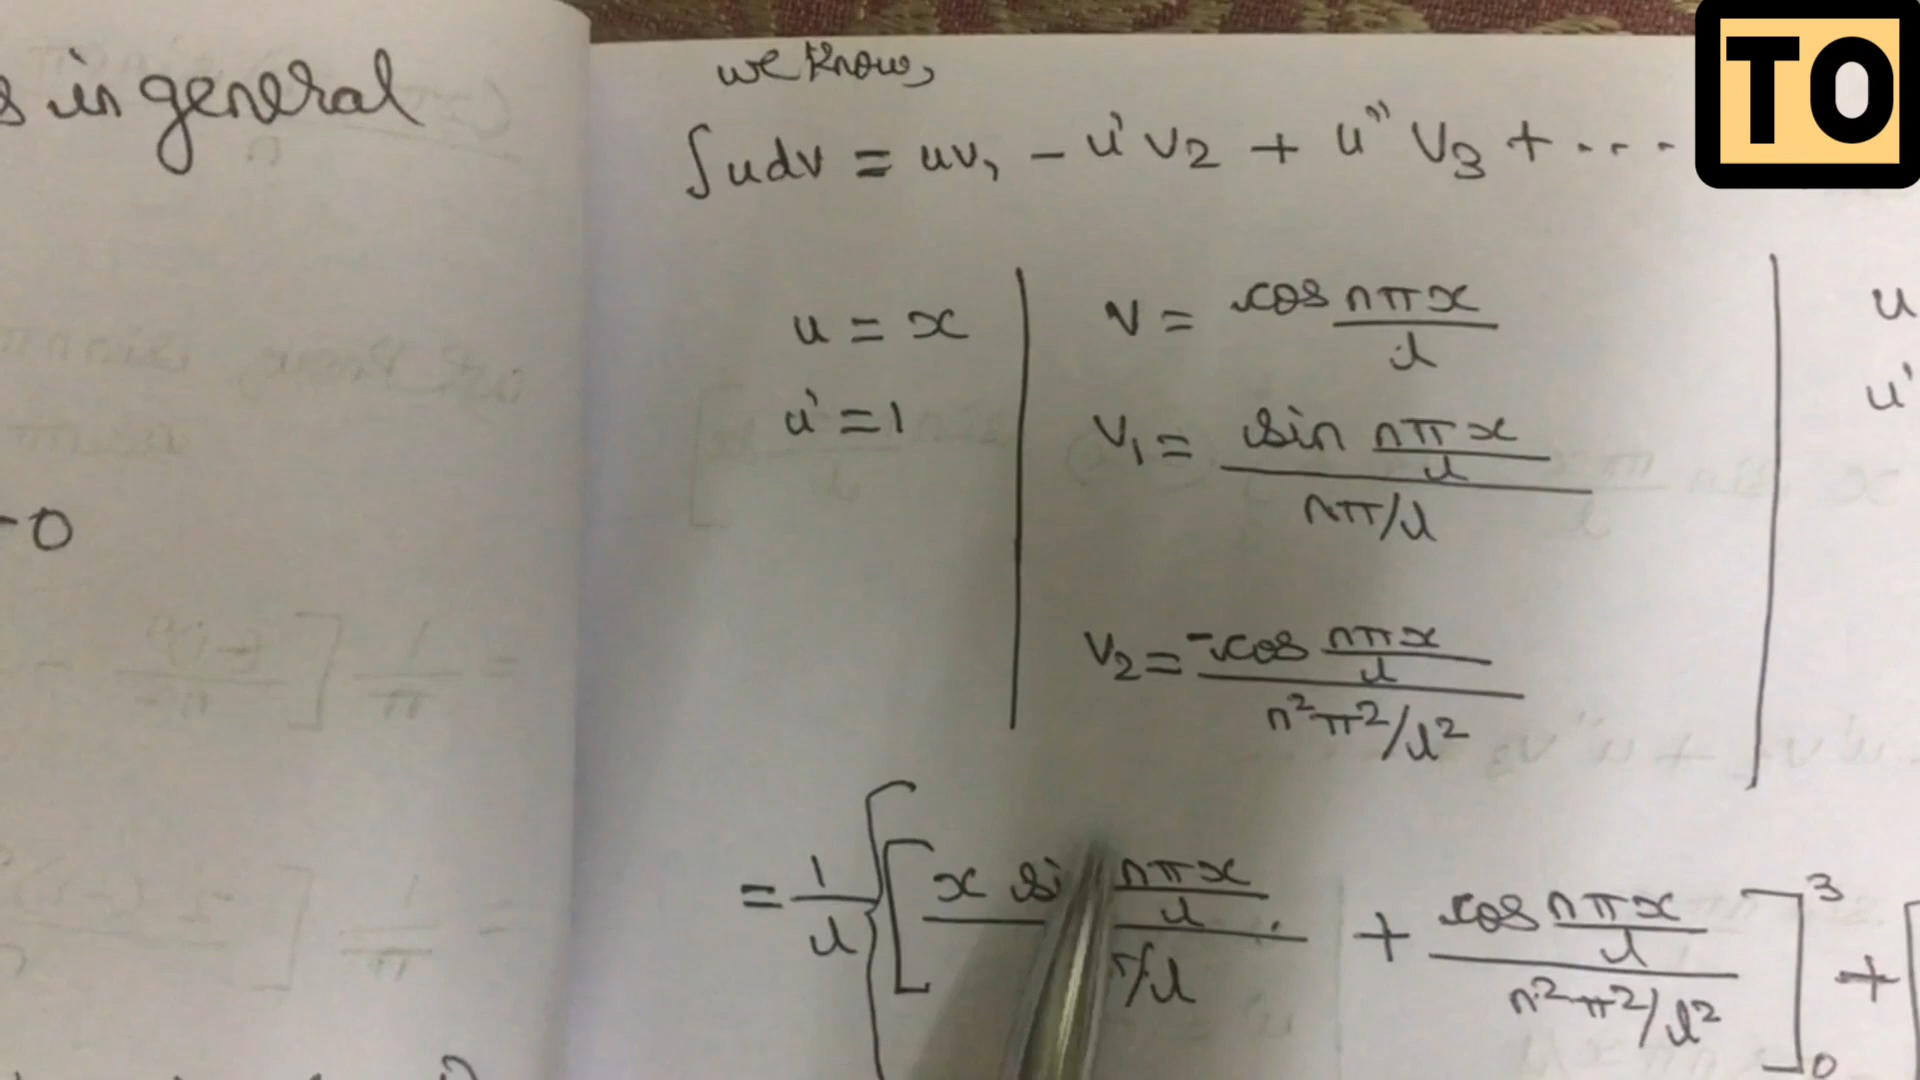 in general
-0
we know,
∫udv = uv₁ - u'v₂ + u"v₃ + ....
u = x
u' = 1
v = cos nπx/l
v₁ = sin nπx/l / nπ/l
v₂ = -cos nπx/l / n²π²/l²
u
u'
= 1/l {[ x si nπx/l / /l + cos nπx/l / n²π²/l² ]₀³ + [
TO